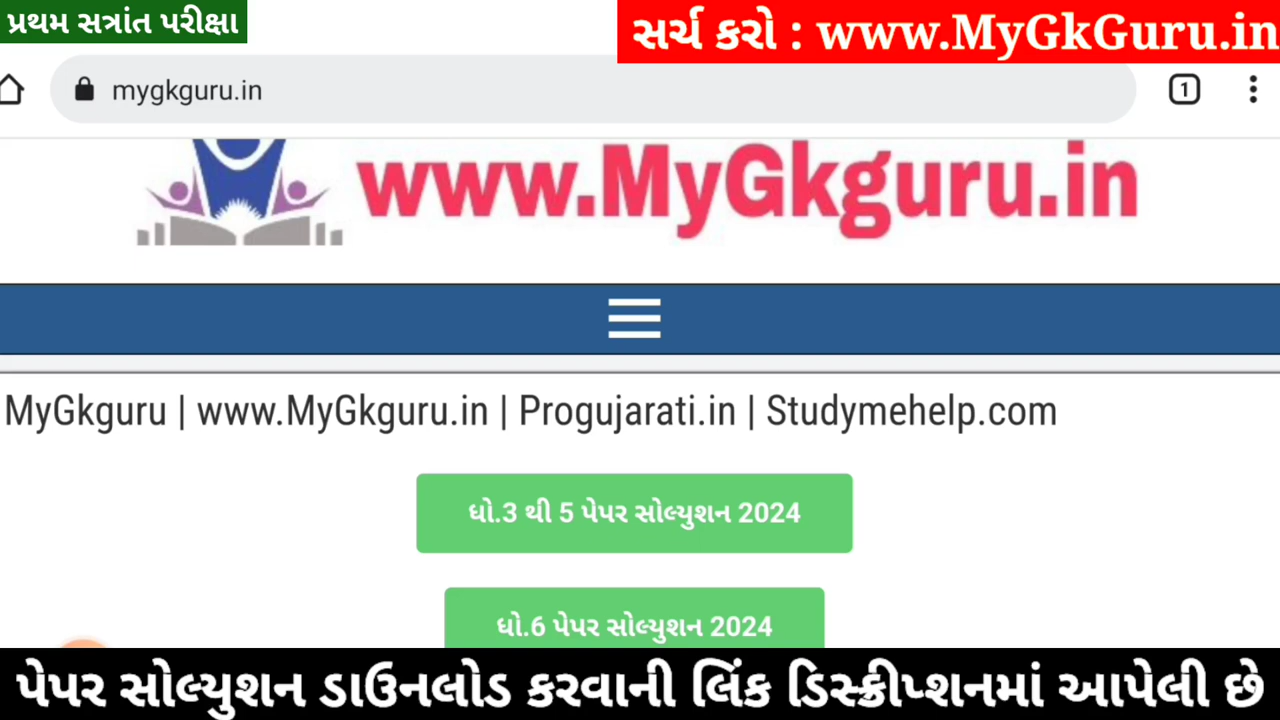 પ્રથમ સત્રાંત પરીક્ષા
સર્ચ કરો : www.MyGkGuru.in
mygkguru.in
1
www.MyGkguru.in
MyGkguru | www.MyGkguru.in | Progujarati.in | Studymehelp.com
ધો.3 થી 5 પેપર સોલ્યુશન 2024
ધો.6 પેપર સોલ્યુશન 2024
પેપર સોલ્યુશન ડાઉનલોડ કરવાની લિંક ડિસ્ક્રીપ્શનમાં આપેલી છે